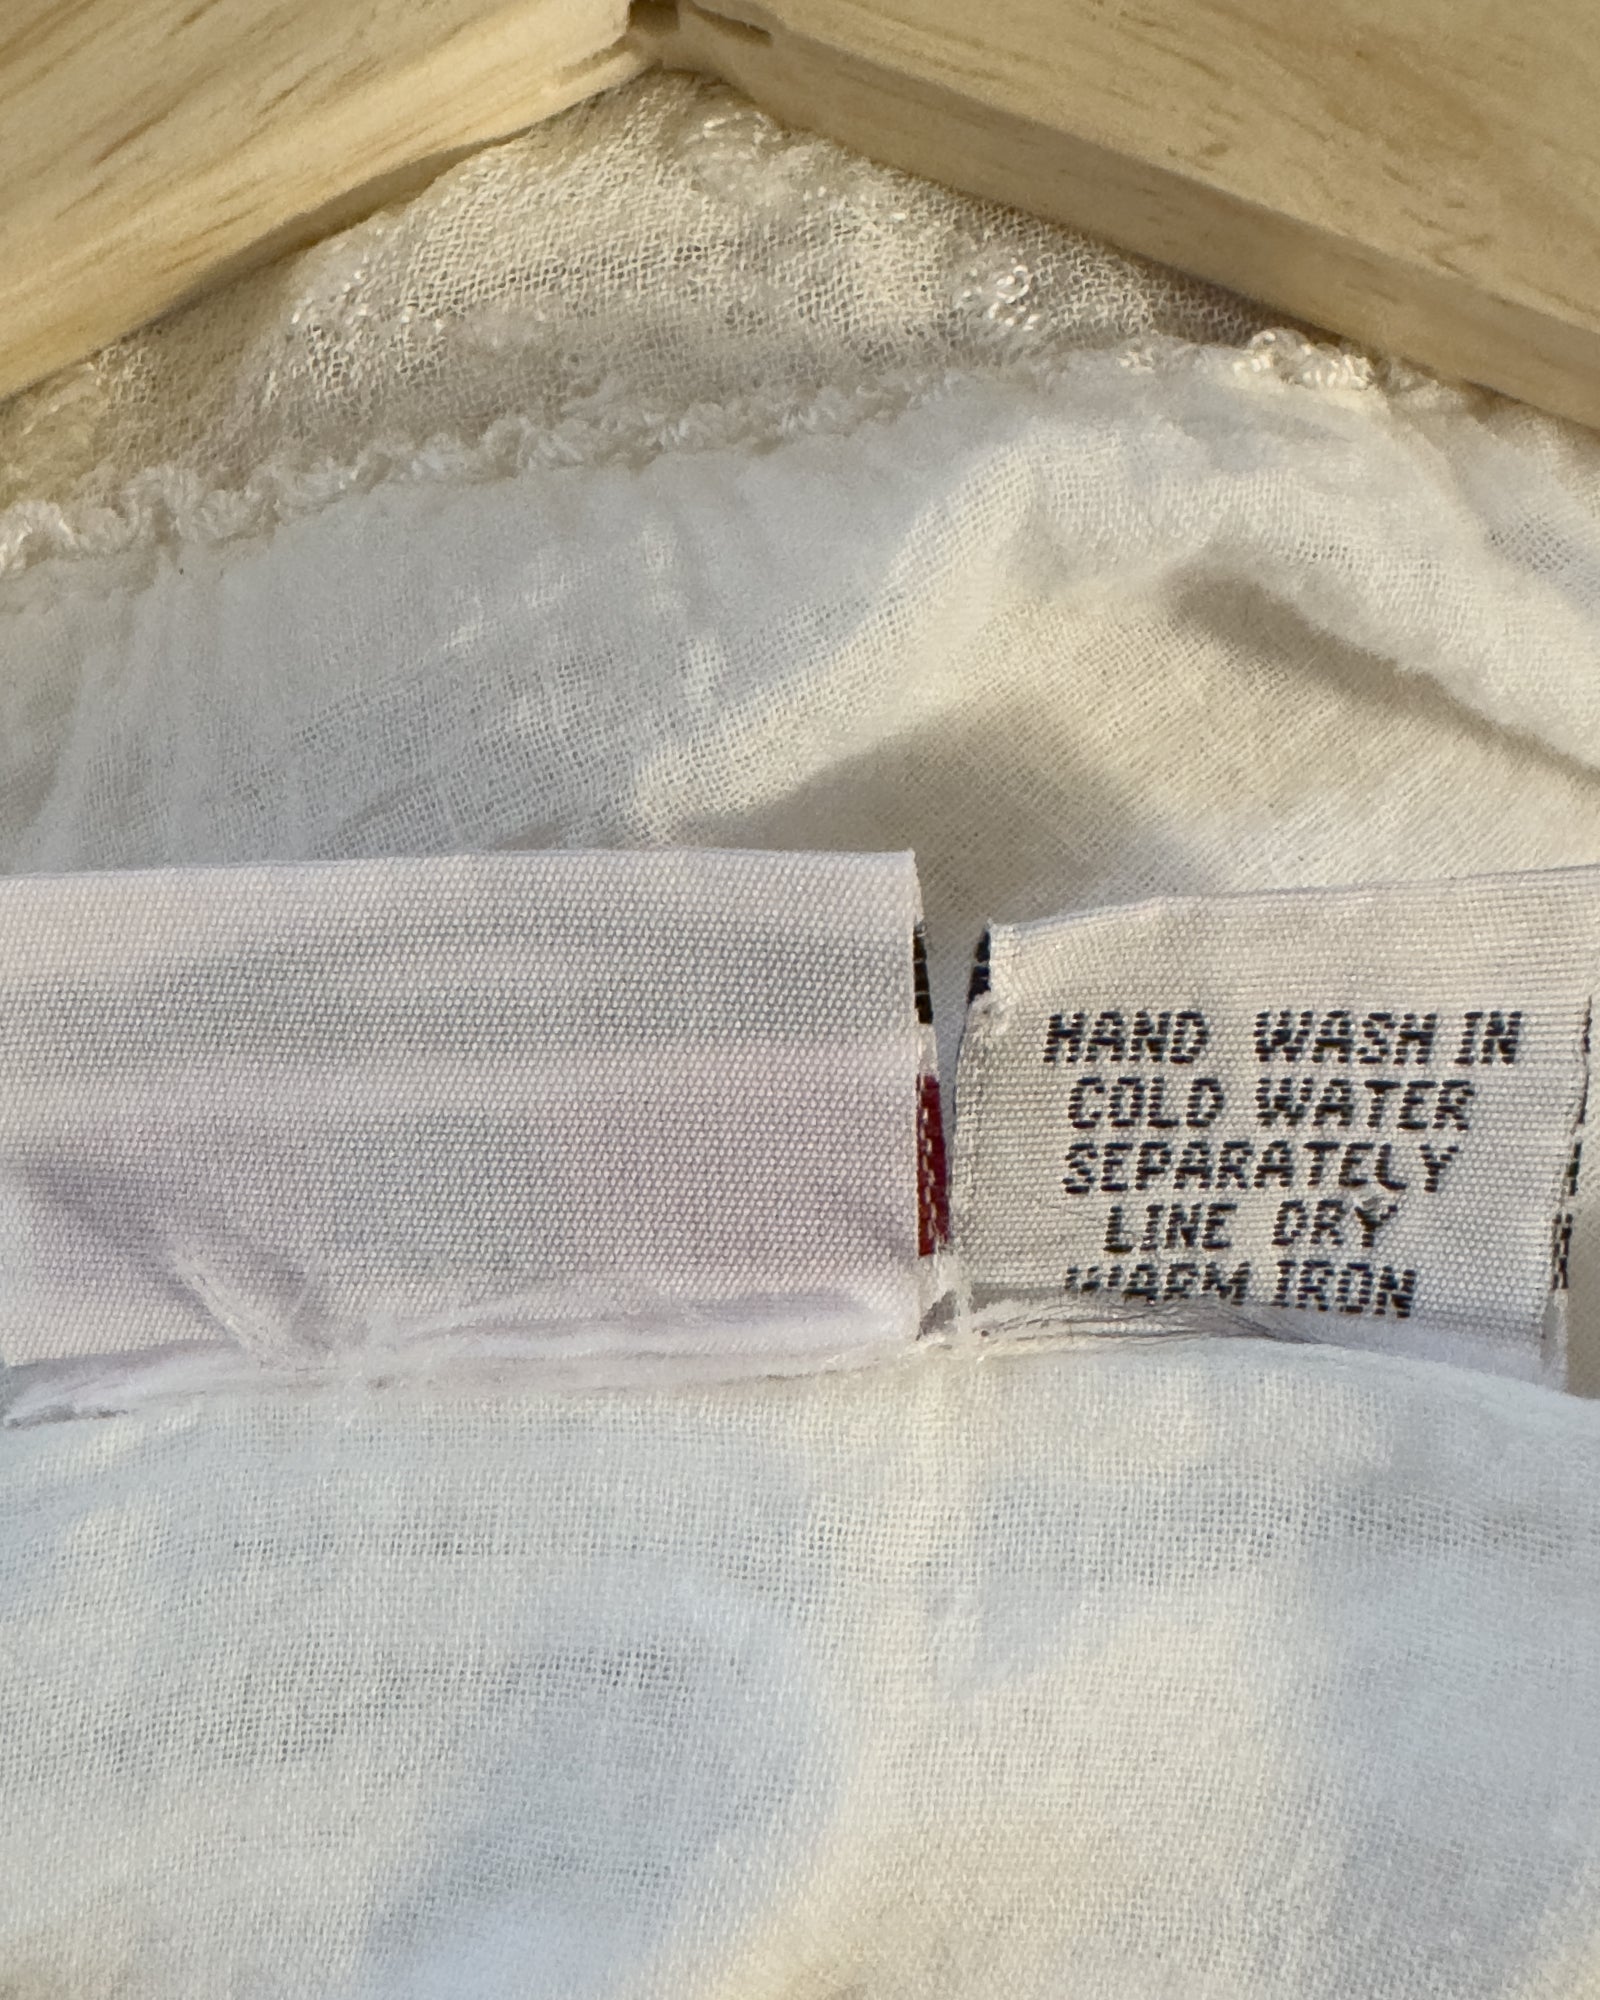 HAND WASH IN
COLD WATER
SEPARATELY
LINE DRY
WARM IRON